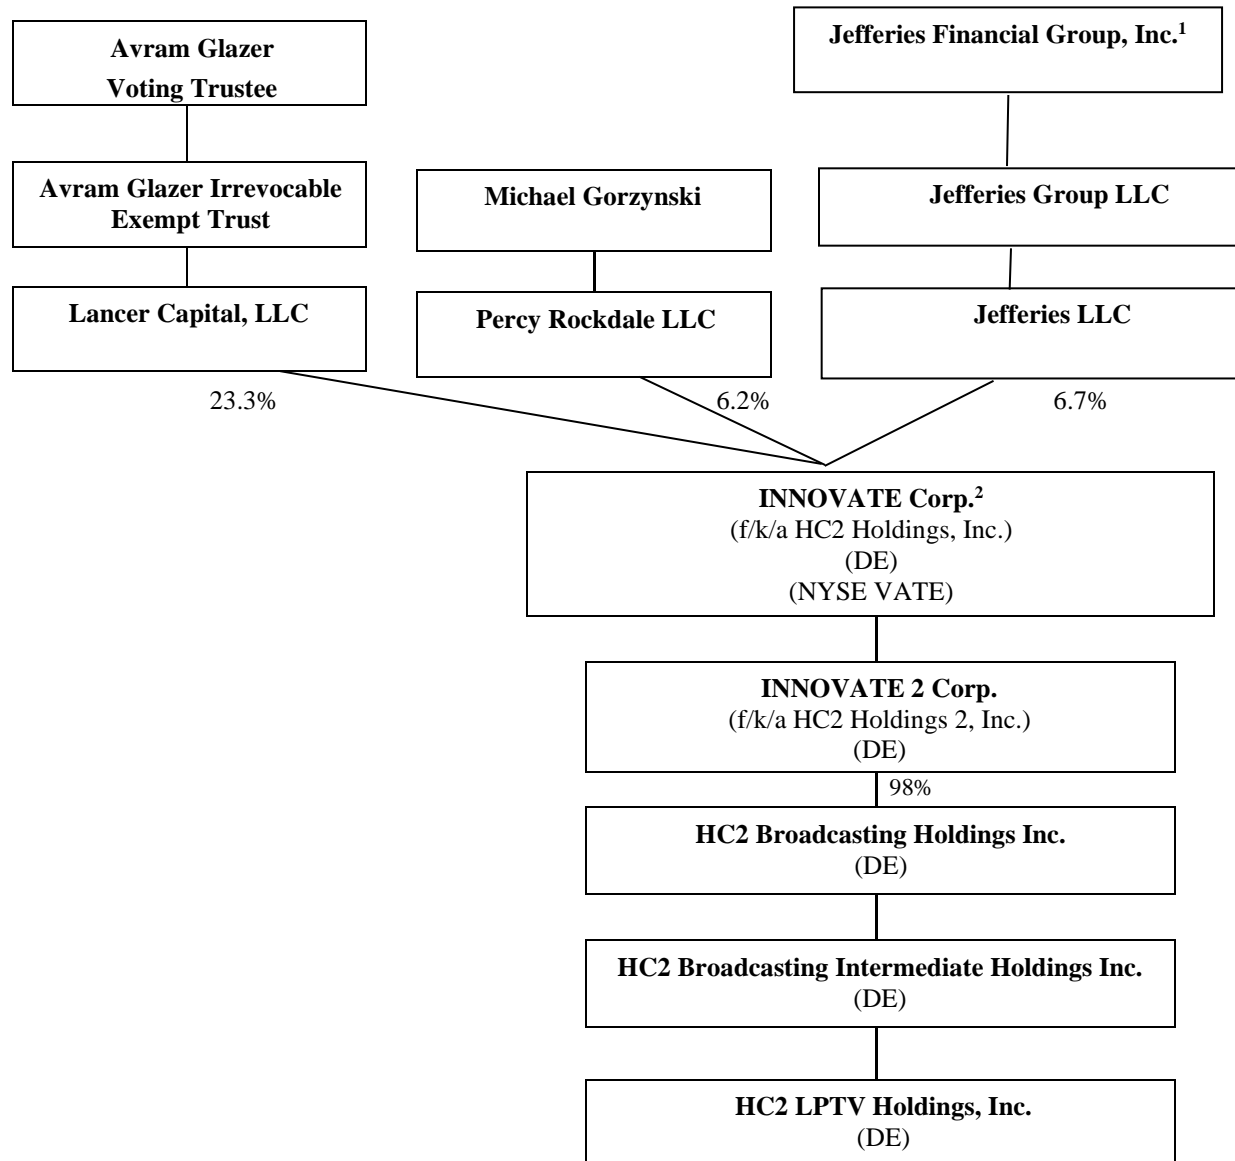 Avram Glazer
Voting Trustee
Jefferies Financial Group, Inc.¹
Avram Glazer Irrevocable
Exempt Trust
Michael Gorzynski
Jefferies Group LLC
Lancer Capital, LLC
Percy Rockdale LLC
Jefferies LLC
23.3%
6.2%
6.7%
INNOVATE Corp.²
(f/k/a HC2 Holdings, Inc.)
(DE)
(NYSE VATE)
INNOVATE 2 Corp.
(f/k/a HC2 Holdings 2, Inc.)
(DE)
98%
HC2 Broadcasting Holdings Inc.
(DE)
HC2 Broadcasting Intermediate Holdings Inc.
(DE)
HC2 LPTV Holdings, Inc.
(DE)